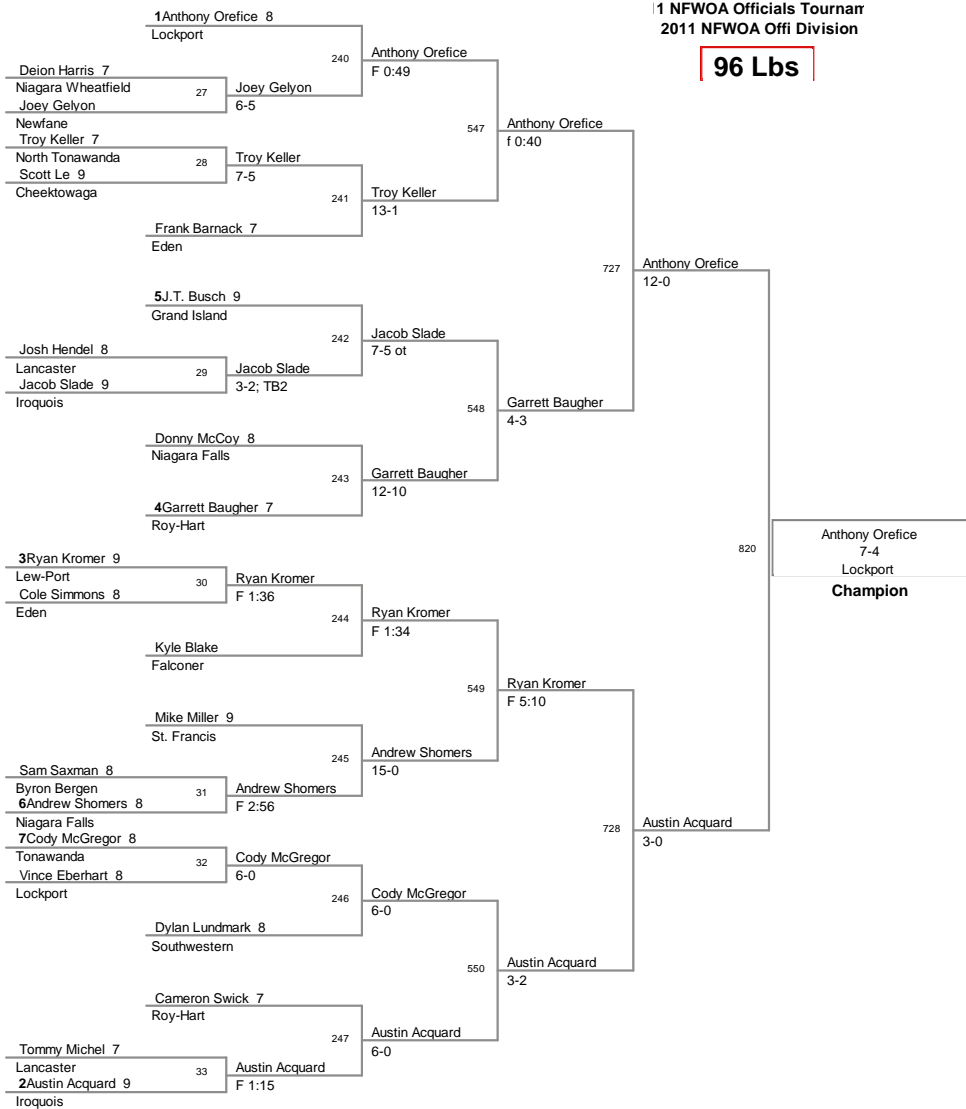 1 NFWOA Officials Tournam
2011 NFWOA Offi Division
96 Lbs
1Anthony Orefice 8
Lockport
240
Anthony Orefice
F 0:49
Deion Harris 7
Niagara Wheatfield
27
Joey Gelyon
6-5
Joey Gelyon
Newfane
547
Anthony Orefice
f 0:40
Troy Keller 7
North Tonawanda
28
Troy Keller
7-5
Scott Le 9
Cheektowaga
241
Troy Keller
13-1
Frank Barnack 7
Eden
727
Anthony Orefice
12-0
5J.T. Busch 9
Grand Island
242
Jacob Slade
7-5 ot
Josh Hendel 8
Lancaster
29
Jacob Slade
3-2; TB2
Jacob Slade 9
Iroquois
548
Garrett Baugher
4-3
Donny McCoy 8
Niagara Falls
243
Garrett Baugher
12-10
4Garrett Baugher 7
Roy-Hart
820
Anthony Orefice
7-4
Lockport
Champion
3Ryan Kromer 9
Lew-Port
30
Ryan Kromer
F 1:36
Cole Simmons 8
Eden
244
Ryan Kromer
F 1:34
Kyle Blake
Falconer
549
Ryan Kromer
F 5:10
Mike Miller 9
St. Francis
245
Andrew Shomers
15-0
Sam Saxman 8
Byron Bergen
31
Andrew Shomers
F 2:56
6Andrew Shomers 8
Niagara Falls
728
Austin Acquard
3-0
7Cody McGregor 8
Tonawanda
32
Cody McGregor
6-0
Vince Eberhart 8
Lockport
246
Cody McGregor
6-0
Dylan Lundmark 8
Southwestern
550
Austin Acquard
3-2
Cameron Swick 7
Roy-Hart
247
Austin Acquard
6-0
Tommy Michel 7
Lancaster
33
Austin Acquard
F 1:15
2Austin Acquard 9
Iroquois